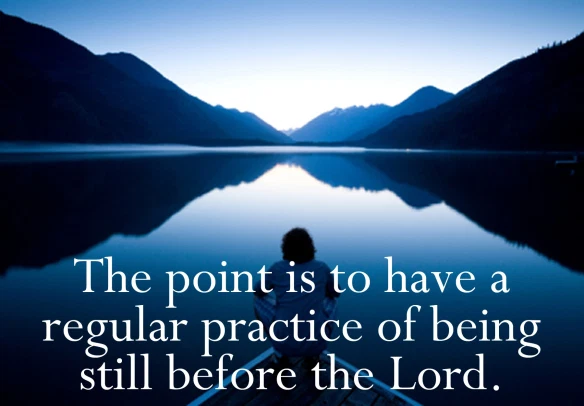 The point is to have a
regular practice of being
still before the Lord.